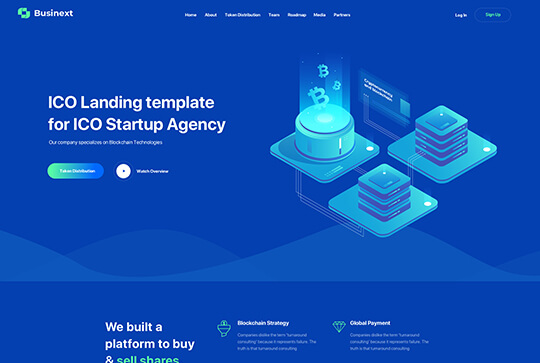 Businext
Home About Token Distribution Team Roadmap Media Partners
Log In Sign Up
ICO Landing template
for ICO Startup Agency
Our company specializes on Blockchain Technologies
Token Distribution Watch Overview
Cryptocurrency
and blockchain
We built a
platform to buy
& sell shares
Blockchain Strategy
Companies dislike the term 'turnaround
consulting' because it represents failure. The
truth is that turnaround consulting
Global Payment
Companies dislike the term 'turnaround
consulting' because it represents failure. The
truth is that turnaround consulting